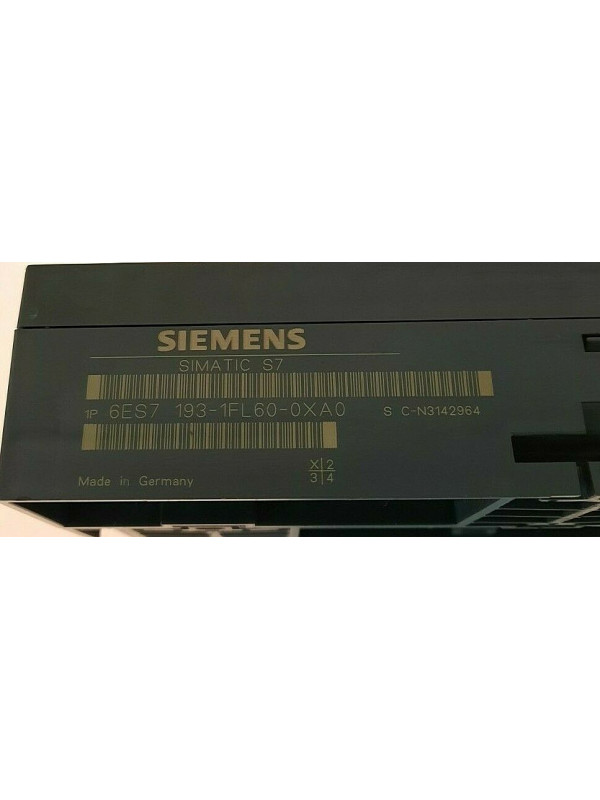 SIEMENS
SIMATIC S7
1P 6ES7 193-1FL60-0XA0 S C-N3142964
Made in Germany
X 2
3 4